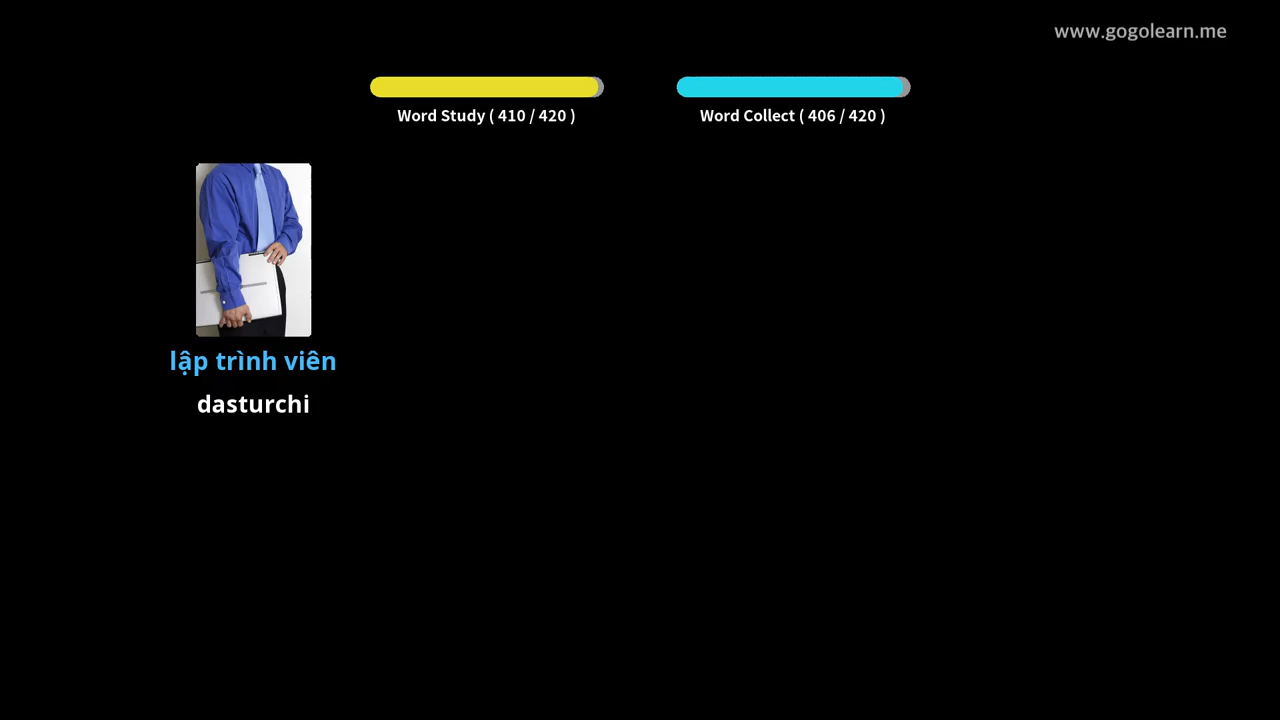 www.gogolearn.me
Word Study ( 410 / 420 )
Word Collect ( 406 / 420 )
lập trình viên
dasturchi